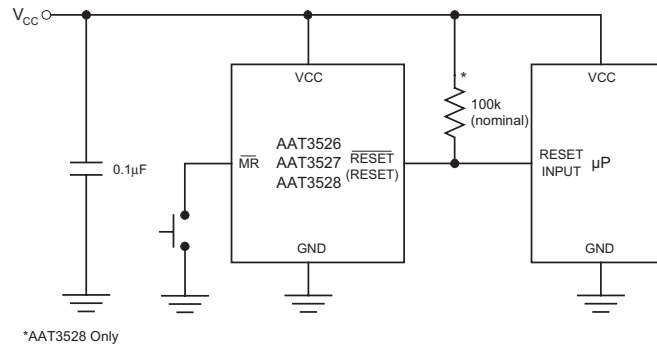 VCC
0.1µF
VCC
AAT3526
AAT3527
AAT3528
MR
RESET
(RESET)
GND
*
100k
(nominal)
VCC
RESET
INPUT
µP
GND
*AAT3528 Only